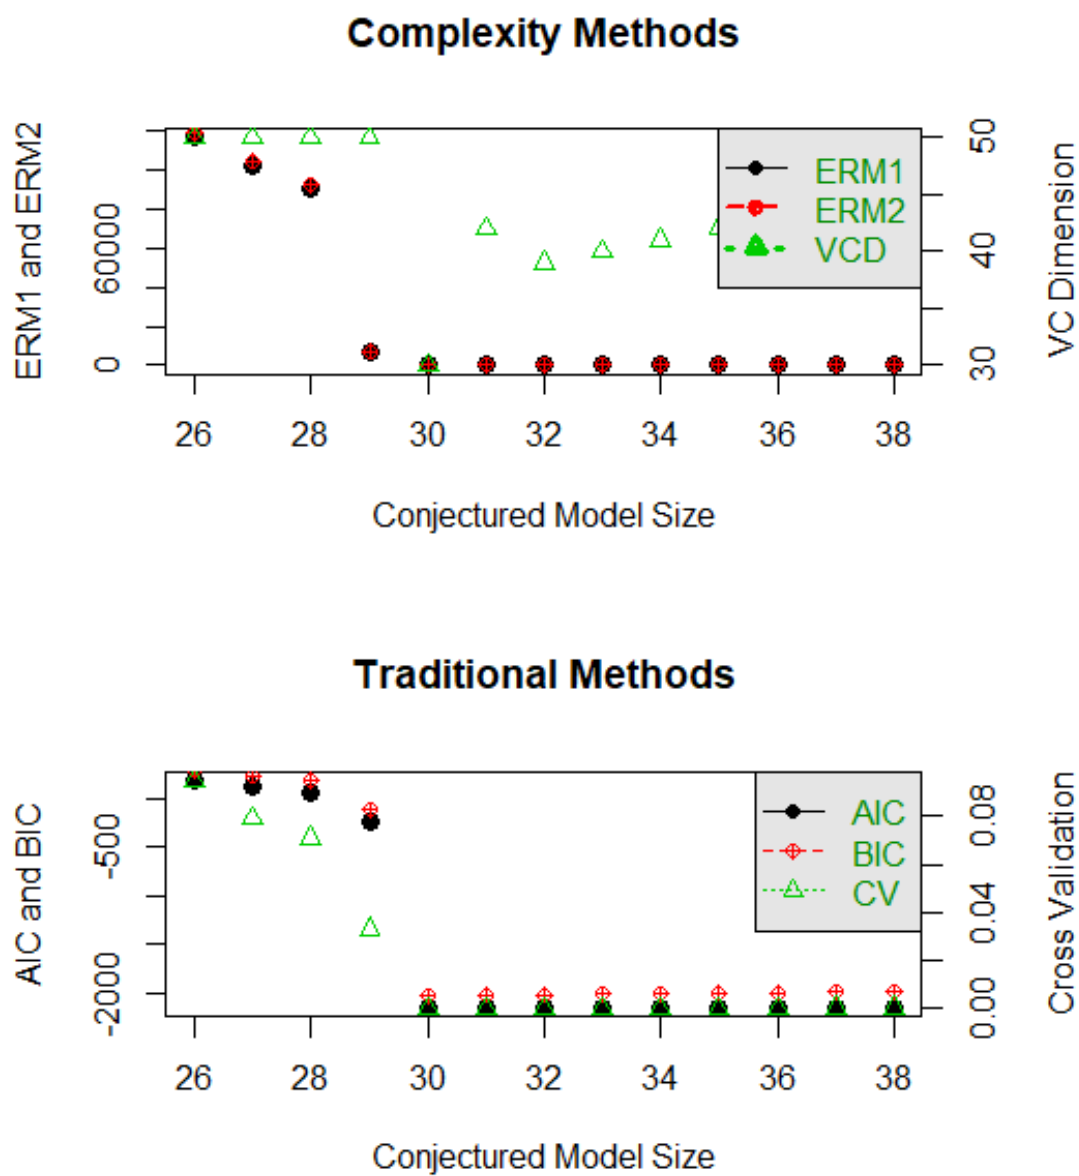 Complexity Methods
ERM1 and ERM2
0
60000
ERM1
ERM2
VCD
30
40
50
VC Dimension
26
28
30
32
34
36
38
Conjectured Model Size
Traditional Methods
AIC and BIC
-2000
-500
AIC
BIC
CV
0.00
0.04
0.08
Cross Validation
26
28
30
32
34
36
38
Conjectured Model Size